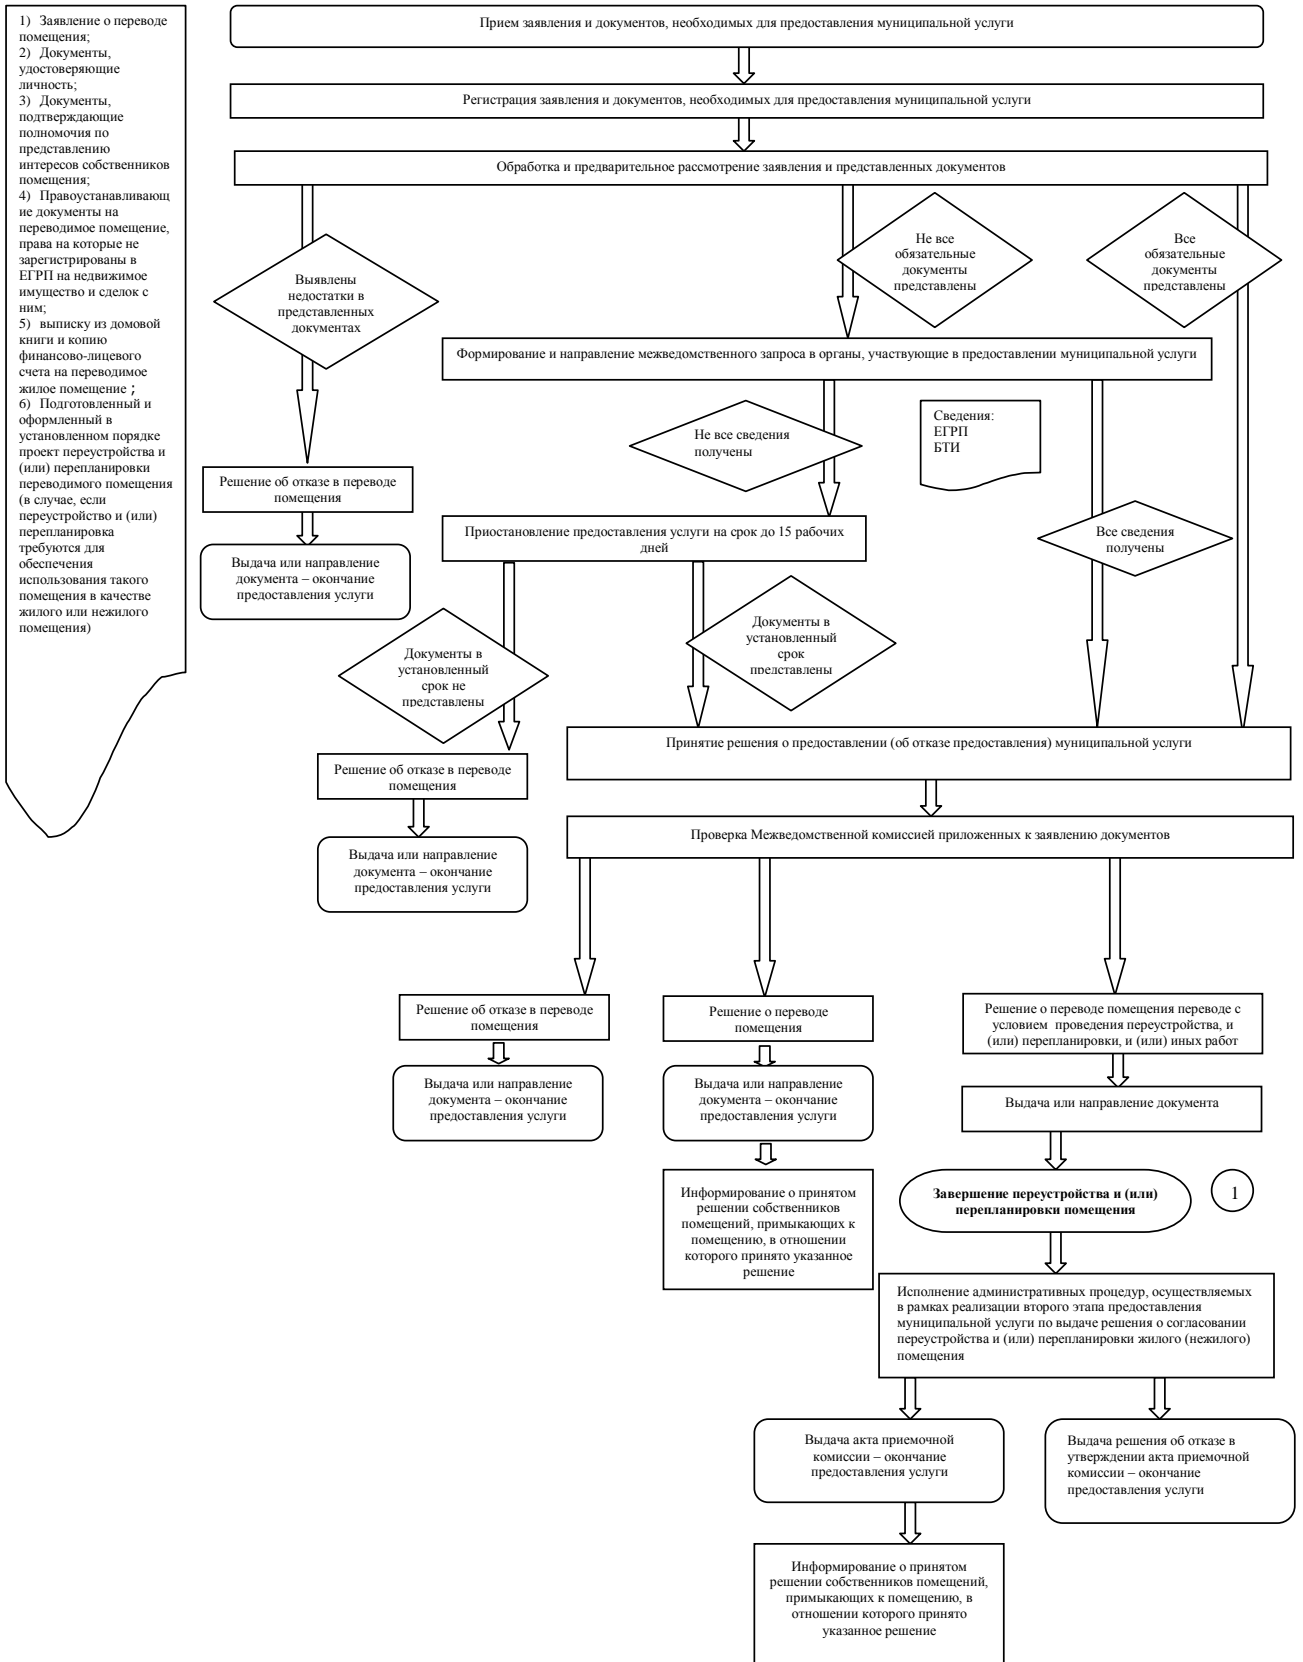 1) Заявление о переводе
помещения;
2) Документы,
удостоверяющие
личность;
3) Документы,
подтверждающие
полномочия по
представлению
интересов собственников
помещения;
4) Правоустанавливающ
ие документы на
переводимое помещение,
права на которые не
зарегистрированы в
ЕГРП на недвижимое
имущество и сделок с
ним;
5) выписку из домовой
книги и копию
финансово-лицевого
счета на переводимое
жилое помещение ;
6) Подготовленный и
оформленный в
установленном порядке
проект переустройства и
(или) перепланировки
переводимого помещения
(в случае, если
переустройство и (или)
перепланировка
требуются для
обеспечения
использования такого
помещения в качестве
жилого или нежилого
помещения)
Прием заявления и документов, необходимых для предоставления муниципальной услуги
Регистрация заявления и документов, необходимых для предоставления муниципальной услуги
Обработка и предварительное рассмотрение заявления и представленных документов
Выявлены
недостатки в
представленных
документах
Не все
обязательные
документы
представлены
Все
обязательные
документы
представлены
Формирование и направление межведомственного запроса в органы, участвующие в предоставлении муниципальной услуги
Не все сведения
получены
Сведения:
ЕГРП
БТИ
Решение об отказе в переводе
помещения
Приостановление предоставления услуги на срок до 15 рабочих
дней
Все сведения
получены
Выдача или направление
документа – окончание
предоставления услуги
Документы в
установленный
срок не
представлены
Документы в
установленный
срок
представлены
Принятие решения о предоставлении (об отказе предоставления) муниципальной услуги
Решение об отказе в переводе
помещения
Проверка Межведомственной комиссией приложенных к заявлению документов
Выдача или направление
документа – окончание
предоставления услуги
Решение об отказе в переводе
помещения
Решение о переводе
помещения
Решение о переводе помещения переводе с
условием проведения переустройства, и
(или) перепланировки, и (или) иных работ
Выдача или направление
документа – окончание
предоставления услуги
Выдача или направление
документа – окончание
предоставления услуги
Выдача или направление документа
Информирование о принятом
решении собственников
помещений, примыкающих к
помещению, в отношении
которого принято указанное
решение
Завершение переустройства и (или)
перепланировки помещения
1
Исполнение административных процедур, осуществляемых
в рамках реализации второго этапа предоставления
муниципальной услуги по выдаче решения о согласовании
переустройства и (или) перепланировки жилого (нежилого)
помещения
Выдача акта приемочной
комиссии – окончание
предоставления услуги
Выдача решения об отказе в
утверждении акта приемочной
комиссии – окончание
предоставления услуги
Информирование о принятом
решении собственников помещений,
примыкающих к помещению, в
отношении которого принято
указанное решение